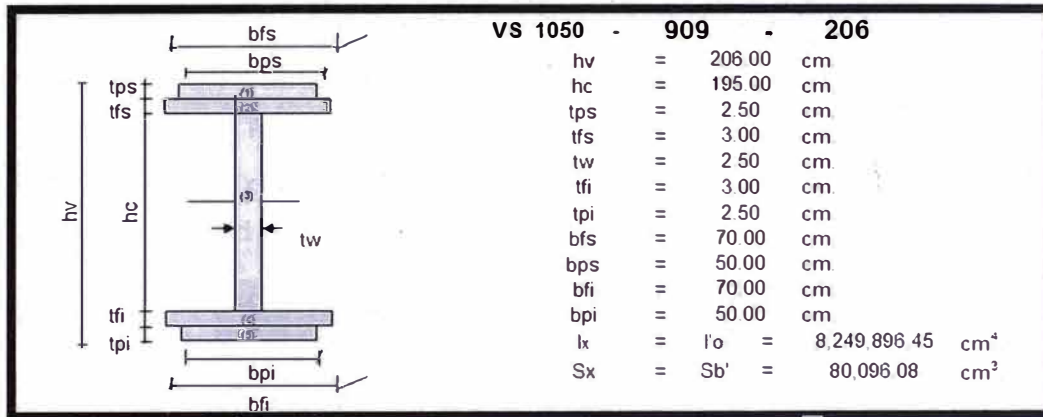 VS 1050 - 909 - 206
hv = 206.00 cm.
hc = 195.00 cm.
tps = 2.50 cm.
tfs = 3.00 cm.
tw = 2.50 cm.
tfi = 3.00 cm.
tpi = 2.50 cm.
bfs = 70.00 cm.
bps = 50.00 cm.
bfi = 70.00 cm
bpi = 50.00 cm.
Ix = I'o = 8,249,896.45 cm⁴
Sx = Sb' = 80,096.08 cm³
bfs
bps
tps
(1)
tfs
hv
hc
(3)
tw
tfi
tpi
bpi
bfi